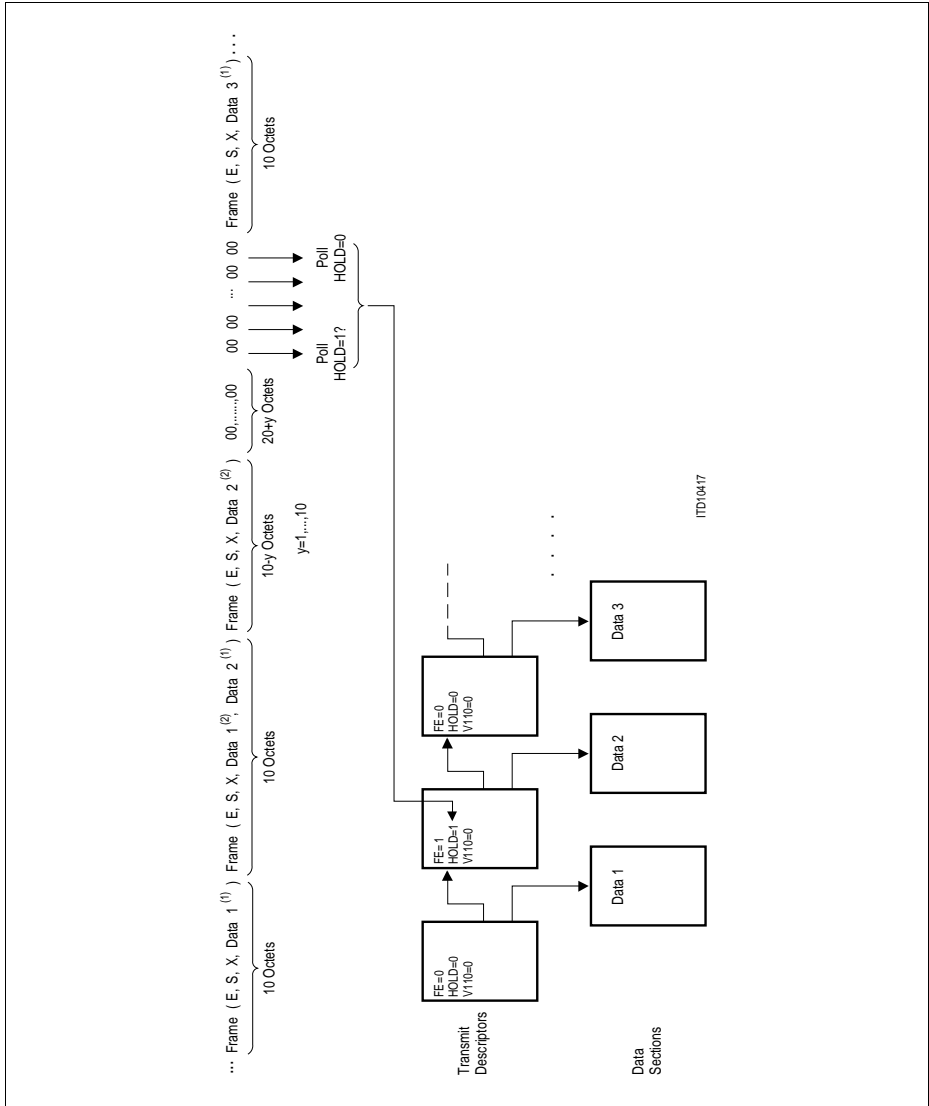 ... Frame ( E, S, X, Data 1 (1) ) Frame ( E, S, X, Data 1 (2), Data 2 (1) ) Frame ( E, S, X, Data 2 (2) ) 00,......,00 00 00 ... 00 00 Frame ( E, S, X, Data 3 (1) ) ...
10 Octets
10 Octets
10-y Octets
20+y Octets
10 Octets
y=1,...,10
Poll
HOLD=1?
Poll
HOLD=0
Transmit
Descriptors
FE=0
HOLD=0
V110=0
FE=1
HOLD=1
V110=0
FE=0
HOLD=0
V110=0
. . . .
Data
Sections
Data 1
Data 2
Data 3
ITD10417